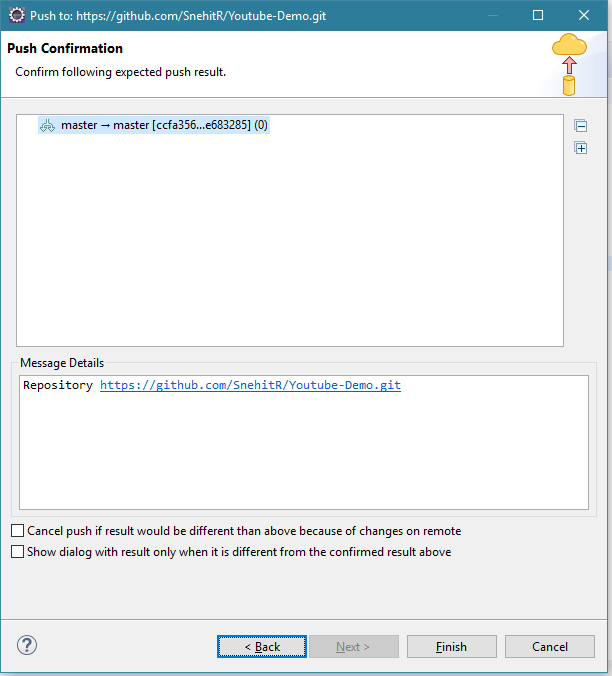 Push to: https://github.com/SnehitR/Youtube-Demo.git
Push Confirmation
Confirm following expected push result.
master → master [ccfa356...e683285] (0)
Message Details
Repository https://github.com/SnehitR/Youtube-Demo.git
Cancel push if result would be different than above because of changes on remote
Show dialog with result only when it is different from the confirmed result above
? < Back Next > Finish Cancel